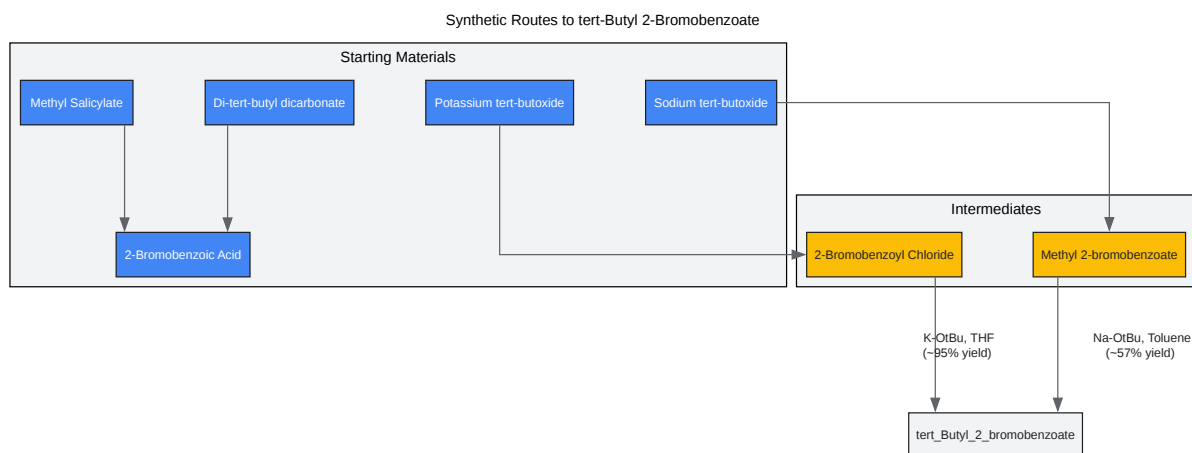 Synthetic Routes to tert-Butyl 2-Bromobenzoate
Starting Materials
Methyl Salicylate
Di-tert-butyl dicarbonate
Potassium tert-butoxide
Sodium tert-butoxide
Intermediates
2-Bromobenzoic Acid
2-Bromobenzoyl Chloride
Methyl 2-bromobenzoate
K-OtBu, THF
(~95% yield)
Na-OtBu, Toluene
(~57% yield)
tert_Butyl_2_bromobenzoate